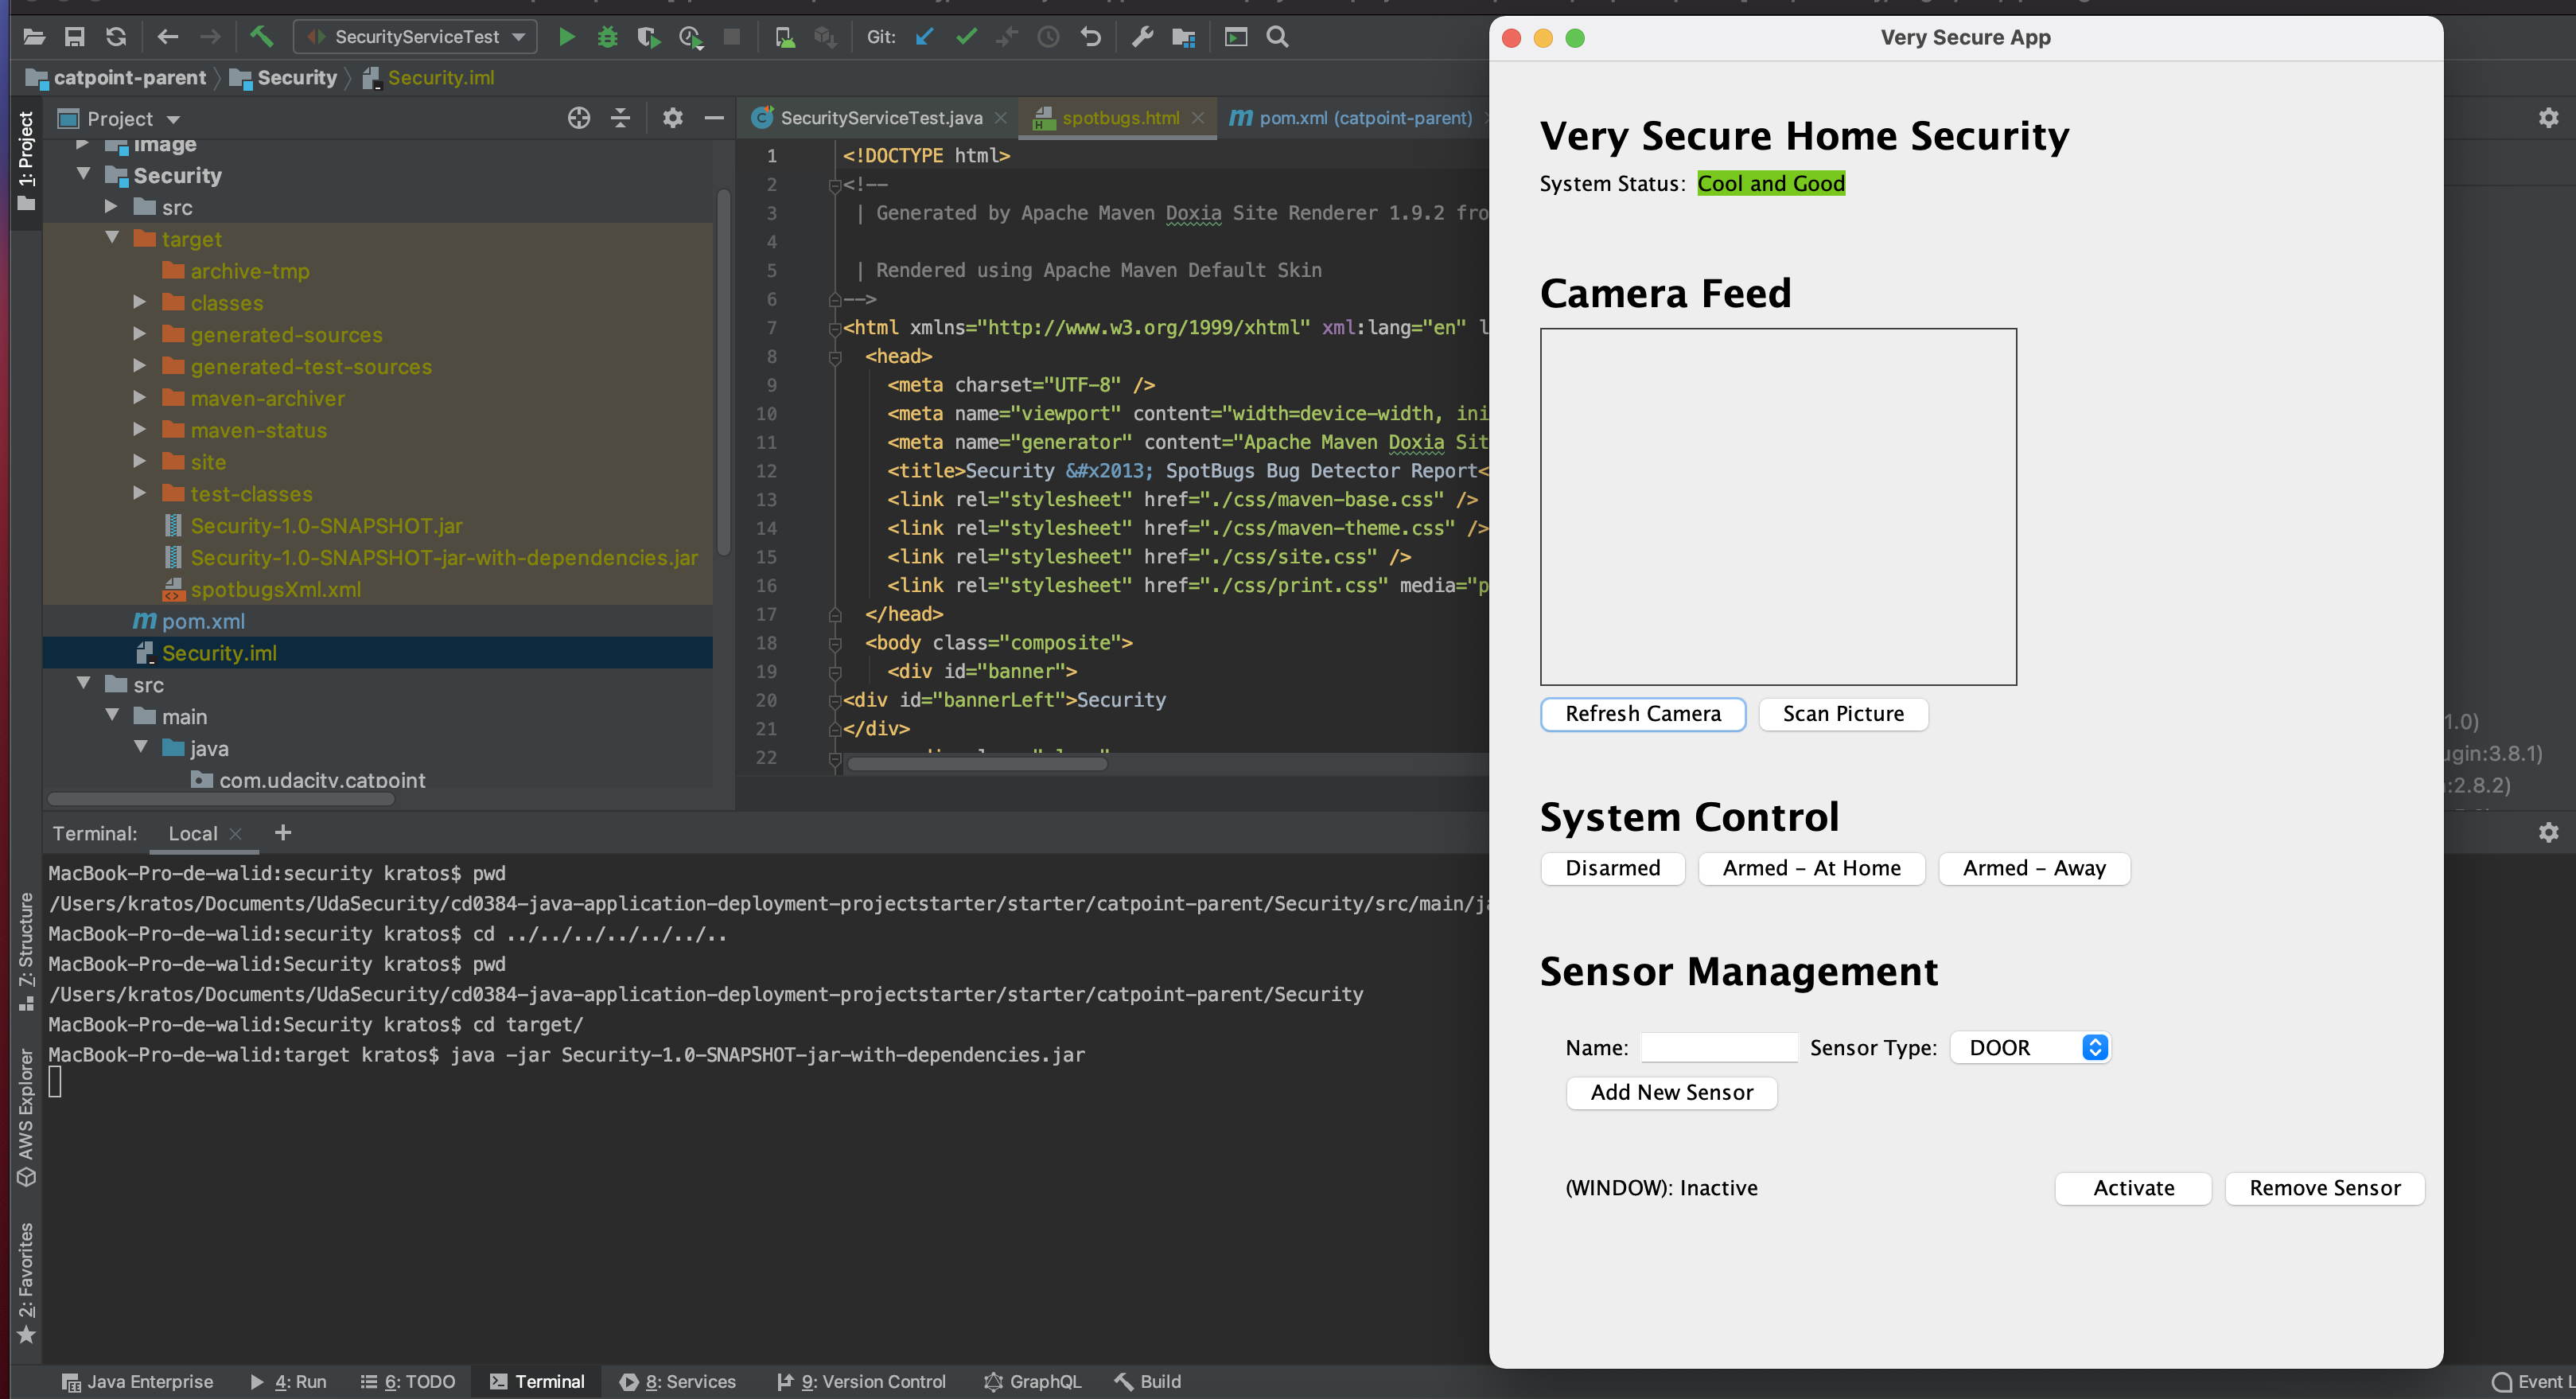 SecurityServiceTest
Git:
catpoint-parent
Security
Security.iml
1: Project
Project
Image
Security
src
target
archive-tmp
classes
generated-sources
generated-test-sources
maven-archiver
maven-status
site
test-classes
Security-1.0-SNAPSHOT.jar
Security-1.0-SNAPSHOT-jar-with-dependencies.jar
spotbugsXml.xml
pom.xml
Security.iml
src
main
java
com.udacity.catpoint
SecurityServiceTest.java
spotbugs.html
pom.xml (catpoint-parent)
1 <!DOCTYPE html>
2 <!--
3 | Generated by Apache Maven Doxia Site Renderer 1.9.2 fro
4
5 | Rendered using Apache Maven Default Skin
6 -->
7 <html xmlns="http://www.w3.org/1999/xhtml" xml:lang="en" l
8 <head>
9 <meta charset="UTF-8" />
10 <meta name="viewport" content="width=device-width, ini
11 <meta name="generator" content="Apache Maven Doxia Sit
12 <title>Security &#x2013; SpotBugs Bug Detector Report<
13 <link rel="stylesheet" href="./css/maven-base.css" />
14 <link rel="stylesheet" href="./css/maven-theme.css" />
15 <link rel="stylesheet" href="./css/site.css" />
16 <link rel="stylesheet" href="./css/print.css" media="p
17 </head>
18 <body class="composite">
19 <div id="banner">
20 <div id="bannerLeft">Security
21 </div>
22
Terminal: Local
MacBook-Pro-de-walid:security kratos$ pwd
/Users/kratos/Documents/UdaSecurity/cd0384-java-application-deployment-projectstarter/starter/catpoint-parent/Security/src/main/ja
MacBook-Pro-de-walid:security kratos$ cd ../../../../../../..
MacBook-Pro-de-walid:Security kratos$ pwd
/Users/kratos/Documents/UdaSecurity/cd0384-java-application-deployment-projectstarter/starter/catpoint-parent/Security
MacBook-Pro-de-walid:Security kratos$ cd target/
MacBook-Pro-de-walid:target kratos$ java -jar Security-1.0-SNAPSHOT-jar-with-dependencies.jar
Z: Structure
AWS Explorer
2: Favorites
Very Secure App
Very Secure Home Security
System Status: Cool and Good
Camera Feed
Refresh Camera
Scan Picture
System Control
Disarmed
Armed - At Home
Armed - Away
Sensor Management
Name:
Sensor Type: DOOR
Add New Sensor
(WINDOW): Inactive
Activate
Remove Sensor
1.0)
ugin:3.8.1)
:2.8.2)
Java Enterprise
4: Run
6: TODO
Terminal
8: Services
9: Version Control
GraphQL
Build
Event L